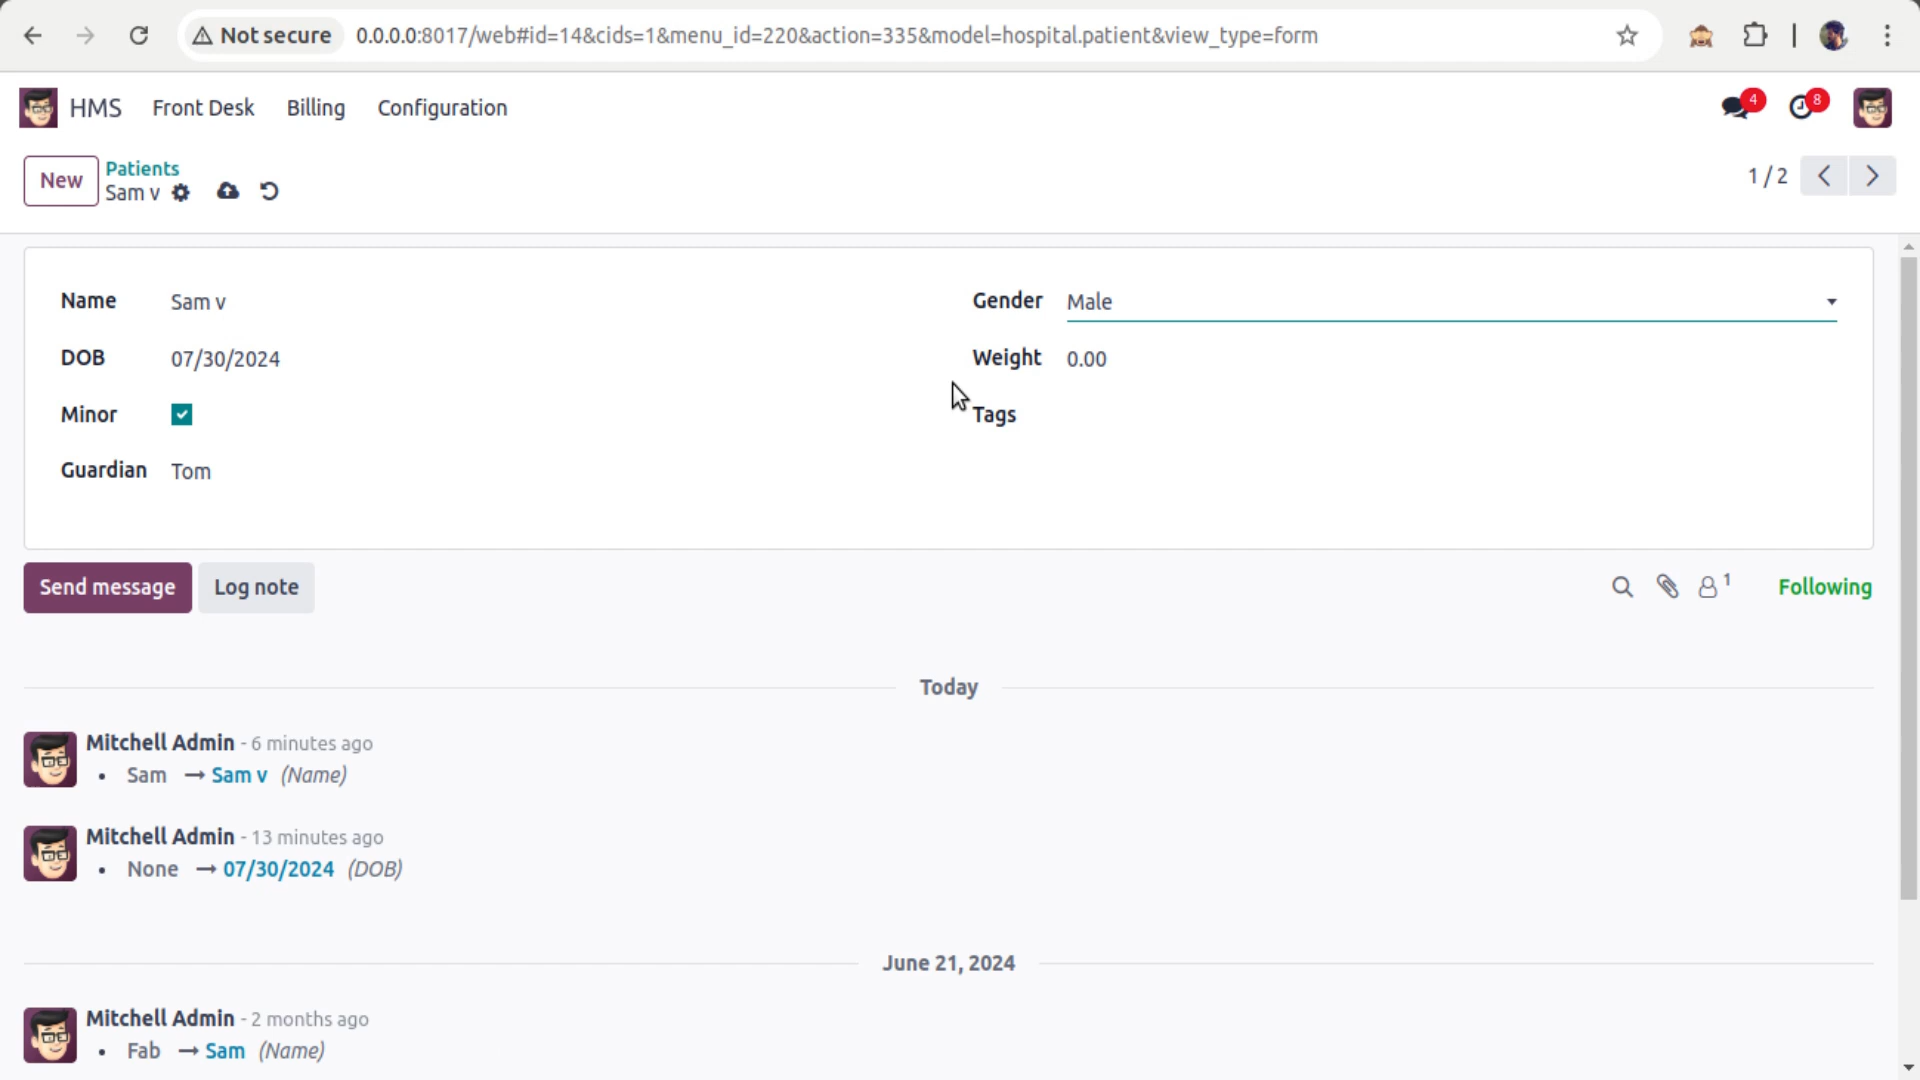 Not secure 0.0.0.0:8017/web#id=14&cids=1&menu_id=220&action=335&model=hospital.patient&view_type=form
HMS Front Desk Billing Configuration 4 8
New Patients 1 / 2
Sam v
Name Sam v Gender Male
DOB 07/30/2024 Weight 0.00
Minor Tags
Guardian Tom
Send message Log note 1 Following
Today
Mitchell Admin - 6 minutes ago
• Sam → Sam v (Name)
Mitchell Admin - 13 minutes ago
• None → 07/30/2024 (DOB)
June 21, 2024
Mitchell Admin - 2 months ago
• Fab → Sam (Name)